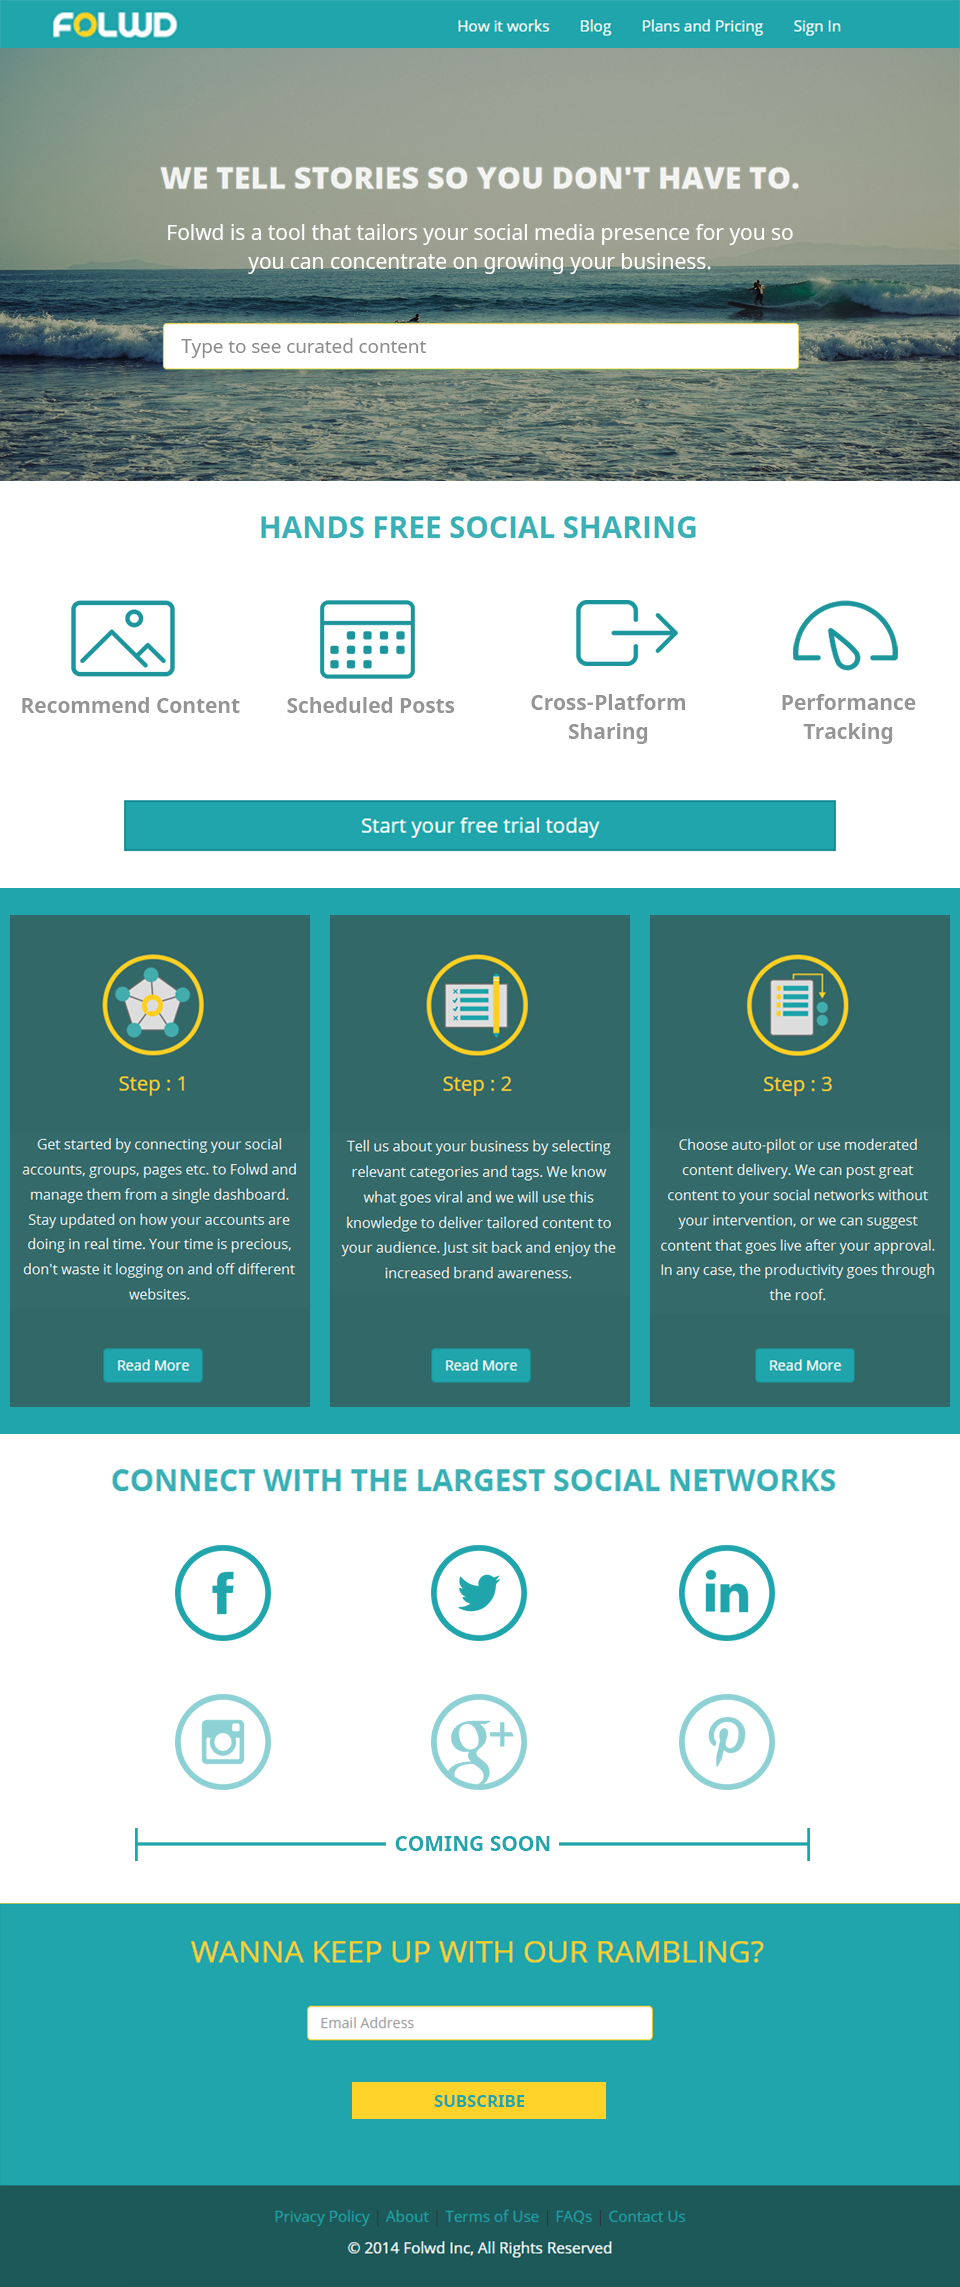 FOLWD
How it works Blog Plans and Pricing Sign In
WE TELL STORIES SO YOU DON'T HAVE TO.
Folwd is a tool that tailors your social media presence for you so
you can concentrate on growing your business.
Type to see curated content
HANDS FREE SOCIAL SHARING
Recommend Content
Scheduled Posts
Cross-Platform
Sharing
Performance
Tracking
Start your free trial today
Step : 1
Get started by connecting your social
accounts, groups, pages etc. to Folwd and
manage them from a single dashboard.
Stay updated on how your accounts are
doing in real time. Your time is precious,
don't waste it logging on and off different
websites.
Read More
Step : 2
Tell us about your business by selecting
relevant categories and tags. We know
what goes viral and we will use this
knowledge to deliver tailored content to
your audience. Just sit back and enjoy the
increased brand awareness.
Read More
Step : 3
Choose auto-pilot or use moderated
content delivery. We can post great
content to your social networks without
your intervention, or we can suggest
content that goes live after your approval.
In any case, the productivity goes through
the roof.
Read More
CONNECT WITH THE LARGEST SOCIAL NETWORKS
f
in
g+
COMING SOON
WANNA KEEP UP WITH OUR RAMBLING?
Email Address
SUBSCRIBE
Privacy Policy | About | Terms of Use | FAQs | Contact Us
© 2014 Folwd Inc, All Rights Reserved